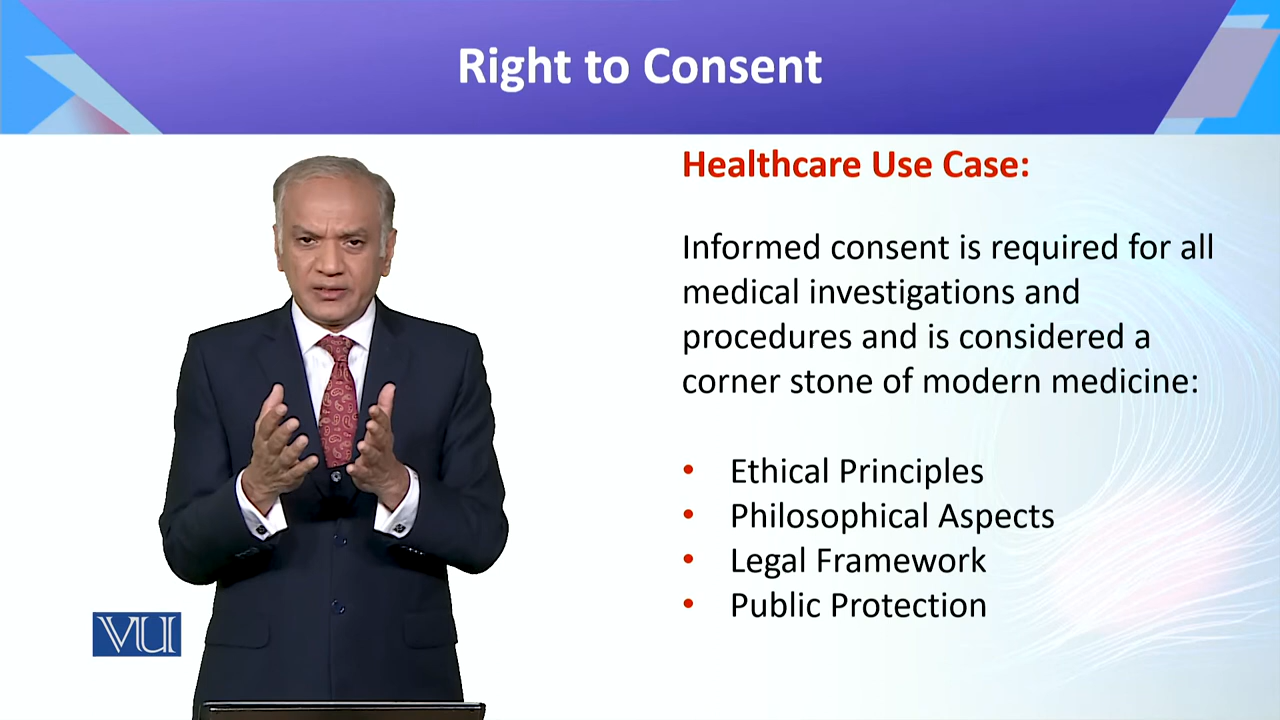 Right to Consent
Healthcare Use Case:
Informed consent is required for all
medical investigations and
procedures and is considered a
corner stone of modern medicine:
• Ethical Principles
• Philosophical Aspects
• Legal Framework
• Public Protection
VU